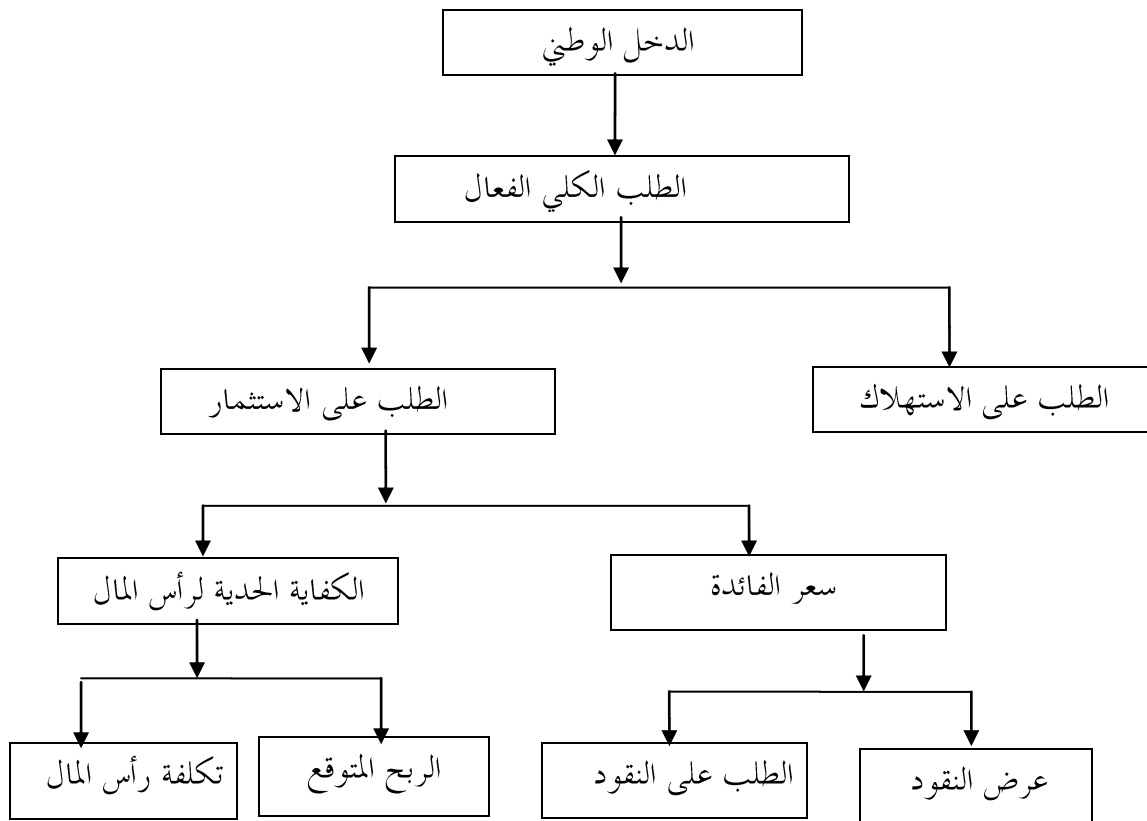 الدخل الوطني
الطلب الكلي الفعال
الطلب على الاستهلاك
الطلب على الاستثمار
سعر الفائدة
الكفاية الحدية لرأس المال
عرض النقود
الطلب على النقود
الربح المتوقع
تكلفة رأس المال